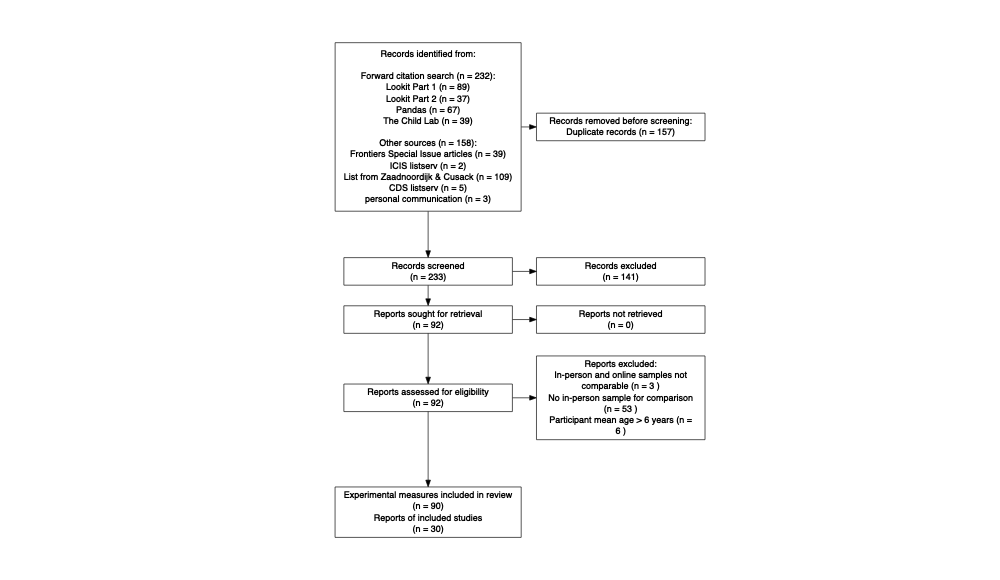 Records identified from:
Forward citation search (n = 232):
Lookit Part 1 (n = 89)
Lookit Part 2 (n = 37)
Pandas (n = 67)
The Child Lab (n = 39)
Other sources (n = 158):
Frontiers Special Issue articles (n = 39)
ICIS listserv (n = 2)
List from Zaadnoordijk & Cusack (n = 109)
CDS listserv (n = 5)
personal communication (n = 3)
Records removed before screening:
Duplicate records (n = 157)
Records screened
(n = 233)
Records excluded
(n = 141)
Reports sought for retrieval
(n = 92)
Reports not retrieved
(n = 0)
Reports assessed for eligibility
(n = 92)
Reports excluded:
In-person and online samples not
comparable (n = 3 )
No in-person sample for comparison
(n = 53 )
Participant mean age > 6 years (n =
6 )
Experimental measures included in review
(n = 90)
Reports of included studies
(n = 30)